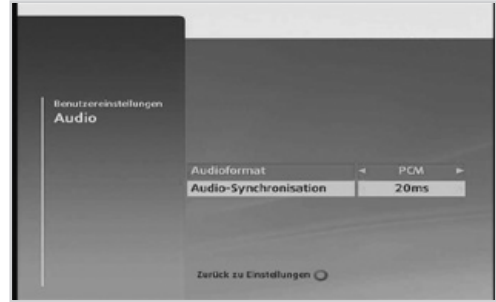 Benutzereinstellungen
Audio
Audioformat ◄ PCM ►
Audio-Synchronisation 20ms
Zurück zu Einstellungen